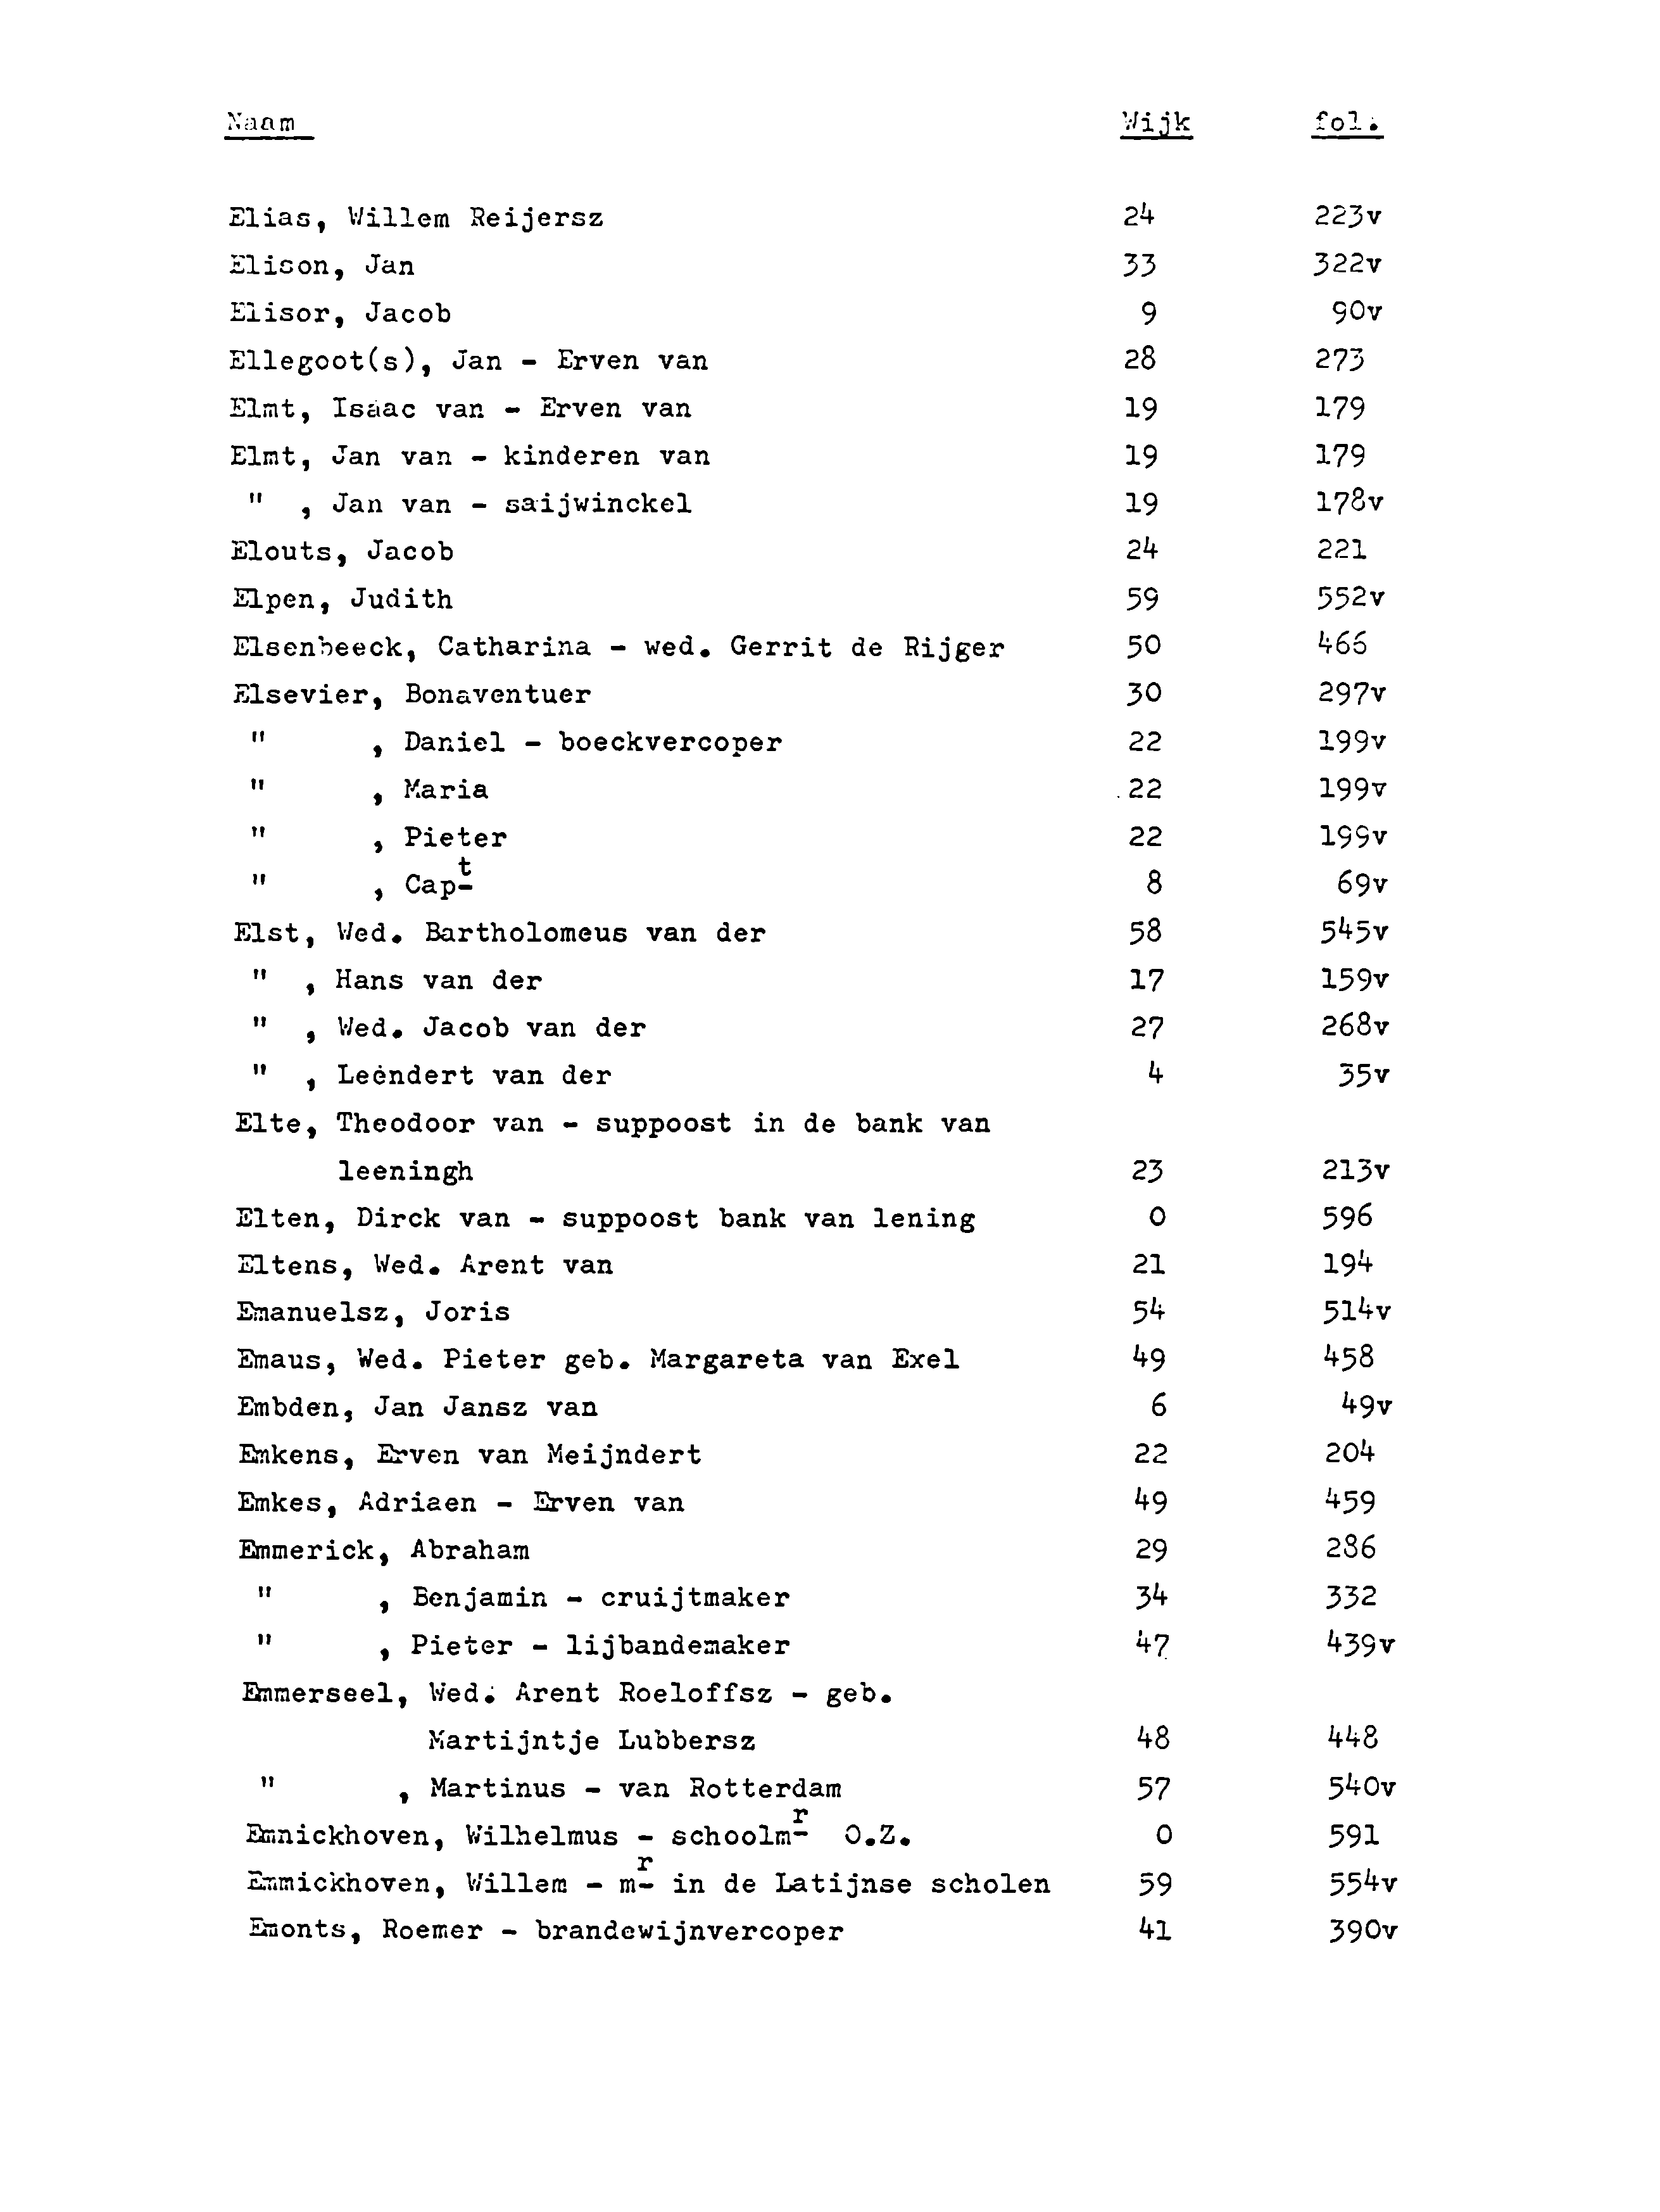 Naam Wijk fol.
Elias, Willem Reijersz 24 223v
Elison, Jan 33 322v
Elisor, Jacob 9 90v
Ellegoot(s), Jan - Erven van 28 273
Elmt, Isaac van - Erven van 19 179
Elmt, Jan van - kinderen van 19 179
" , Jan van - saijwinckel 19 178v
Elouts, Jacob 24 221
Elpen, Judith 59 552v
Elsenbeeck, Catharina - wed. Gerrit de Rijger 50 466
Elsevier, Bonaventuer 30 297v
" , Daniel - boeckvercoper 22 199v
" , Maria 22 199v
" , Pieter 22 199v
" , Capt 8 69v
Elst, Wed. Bartholomeus van der 58 545v
" , Hans van der 17 159v
" , Wed. Jacob van der 27 268v
" , Leendert van der 4 35v
Elte, Theodoor van - suppoost in de bank van
leeningh 23 213v
Elten, Dirck van - suppoost bank van lening 0 596
Eltens, Wed. Arent van 21 194
Emanuelsz, Joris 54 514v
Emaus, Wed. Pieter geb. Margareta van Exel 49 458
Embden, Jan Jansz van 6 49v
Emkens, Erven van Meijndert 22 204
Emkes, Adriaen - Erven van 49 459
Emmerick, Abraham 29 286
" , Benjamin - cruijtmaker 34 332
" , Pieter - lijbandemaker 47 439v
Emmerseel, Wed. Arent Roeloffsz - geb.
Martijntje Lubbersz 48 448
" , Martinus - van Rotterdam 57 540v
Emnickhoven, Wilhelmus - schoolmr O.Z. 0 591
Emmickhoven, Willem - mr in de Latijnse scholen 59 554v
Emonts, Roemer - brandewijnvercoper 41 390v